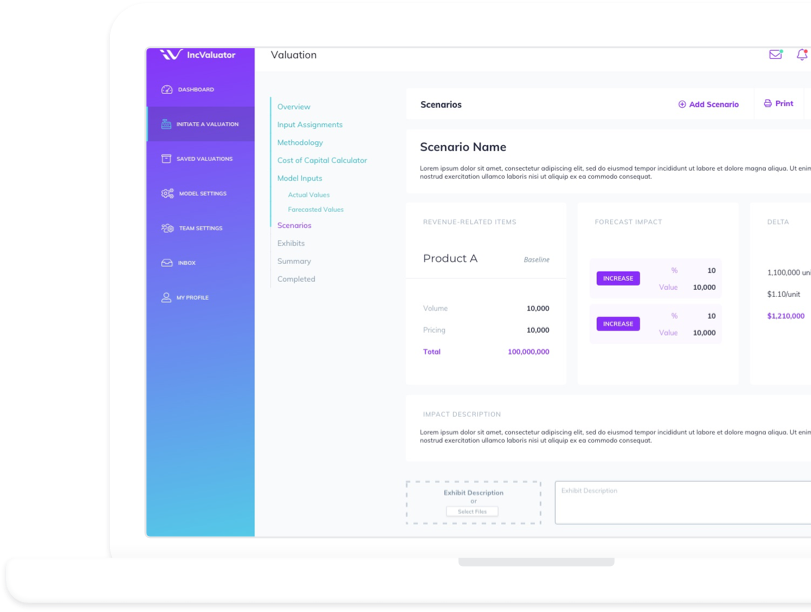 IncValuator
Valuation
DASHBOARD
INITIATE A VALUATION
SAVED VALUATIONS
MODEL SETTINGS
TEAM SETTINGS
INBOX
MY PROFILE
Overview
Input Assignments
Methodology
Cost of Capital Calculator
Model Inputs
Actual Values
Farecasted Values
Scenarios
Exhibits
Summary
Completed
Scenarios
Add Scenario
Print
Scenario Name
Lorem ipsum dolor sit amet, consectetur adipiscing elit, sed do eiusmod tempor incididunt ut labore et dolore magna aliqua. Ut enim
nostrud exercitation ullamco laboris nisi ut aliquip ex ea commodo consequat.
REVENUE-RELATED ITEMS
Product A Baseline
Volume 10,000
Pricing 10,000
Total 100,000,000
FORECAST IMPACT
INCREASE
% 10
Value 10,000
INCREASE
% 10
Value 10,000
DELTA
1,100,000 uni
$1.10/unit
$1,210,000
IMPACT DESCRIPTION
Lorem ipsum dolor sit amet, consectetur adipiscing elit, sed do eiusmod tempor incididunt ut labore et dolore magna aliqua. Ut enim
nostrud exercitation ullamco laboris nisi ut aliquip ex ea commodo consequat.
Exhibit Description
or
Select Files
Exhibit Description